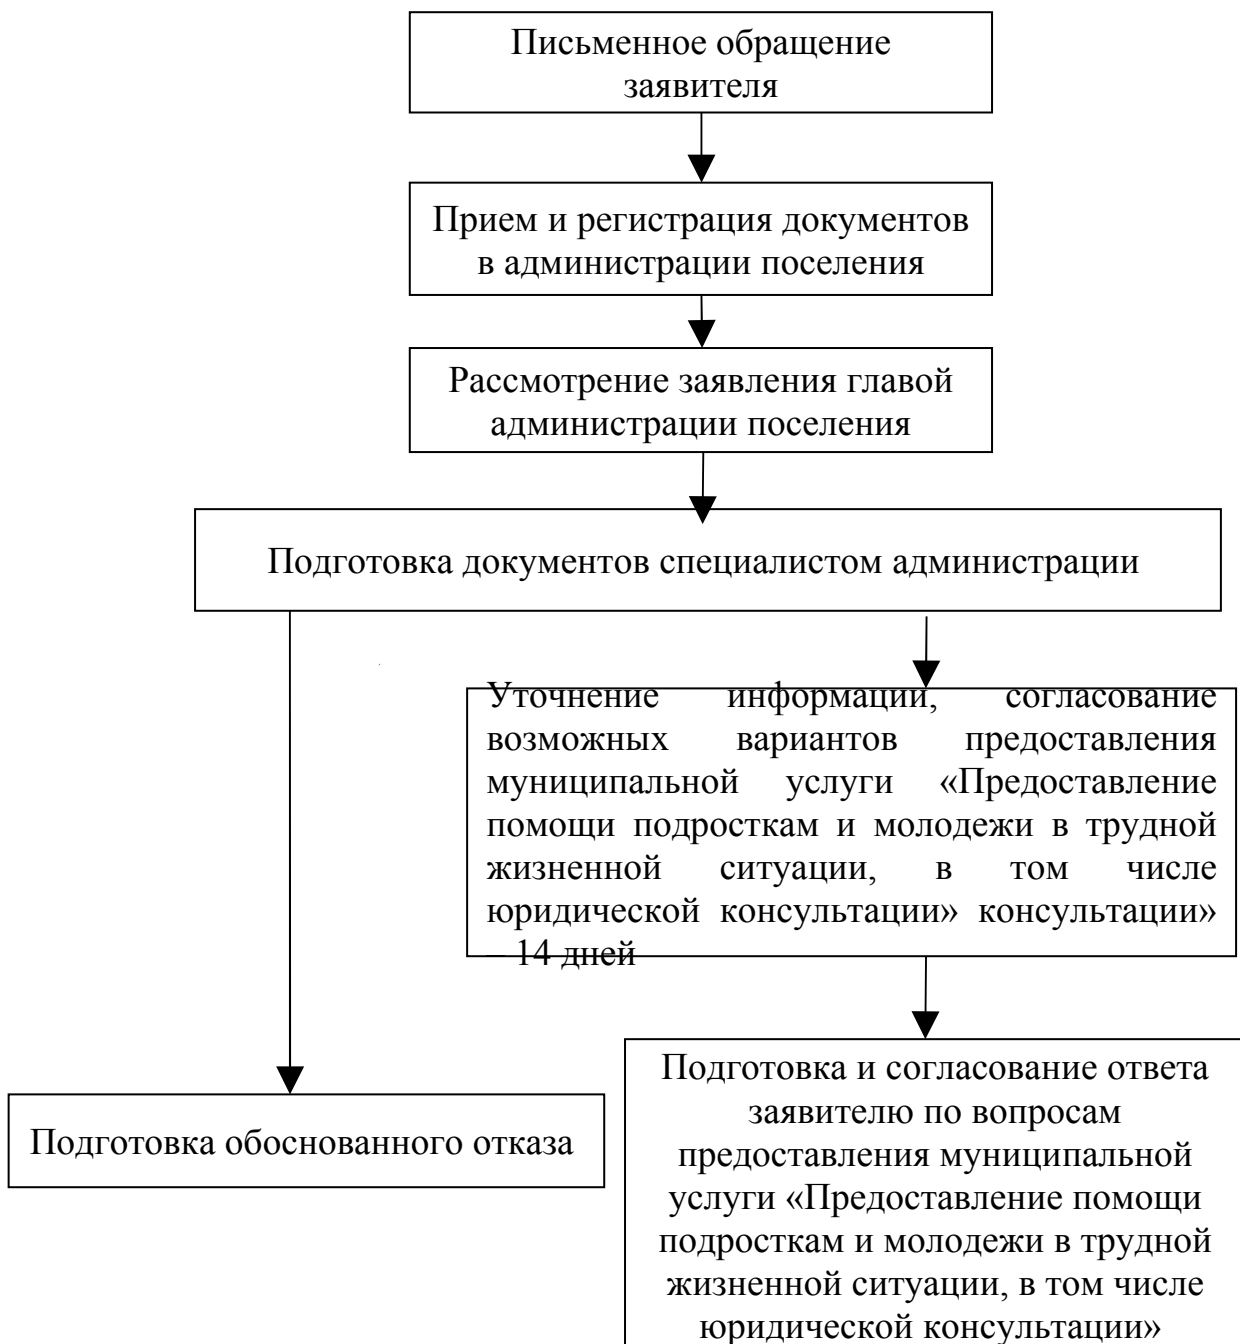 Письменное обращение
заявителя
Прием и регистрация документов
в администрации поселения
Рассмотрение заявления главой
администрации поселения
Подготовка документов специалистом администрации
Уточнение информации, согласование
возможных вариантов предоставления
муниципальной услуги «Предоставление
помощи подросткам и молодежи в трудной
жизненной ситуации, в том числе
юридической консультации» консультации»
– 14 дней
Подготовка обоснованного отказа
Подготовка и согласование ответа
заявителю по вопросам
предоставления муниципальной
услуги «Предоставление помощи
подросткам и молодежи в трудной
жизненной ситуации, в том числе
юридической консультации»